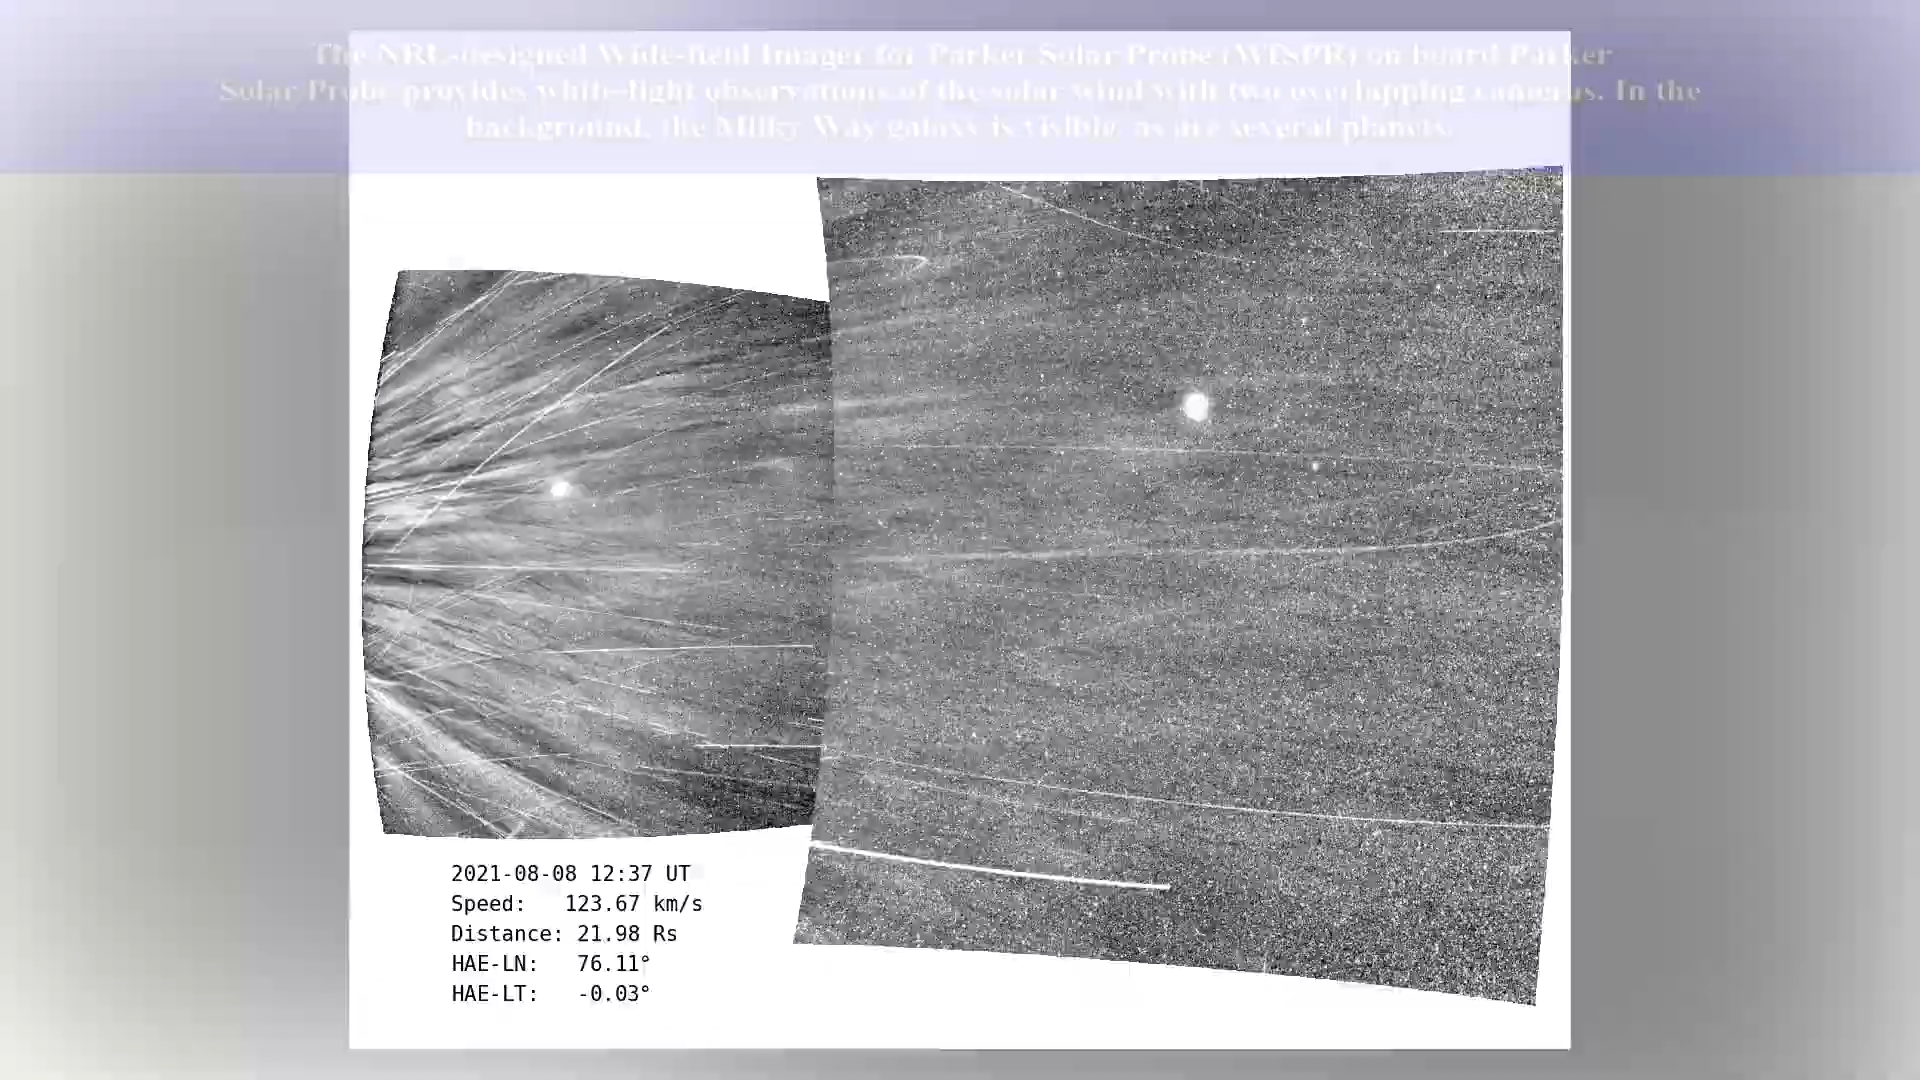 The NRL-designed Wide-field Imager for Parker Solar Probe (WISPR) on board Parker
Solar Probe provides white-light observations of the solar wind with two overlapping cameras. In the
background, the Milky Way galaxy is visible, as are several planets.
2021-08-08 12:37 UT
Speed: 123.67 km/s
Distance: 21.98 Rs
HAE-LN: 76.11°
HAE-LT: -0.03°